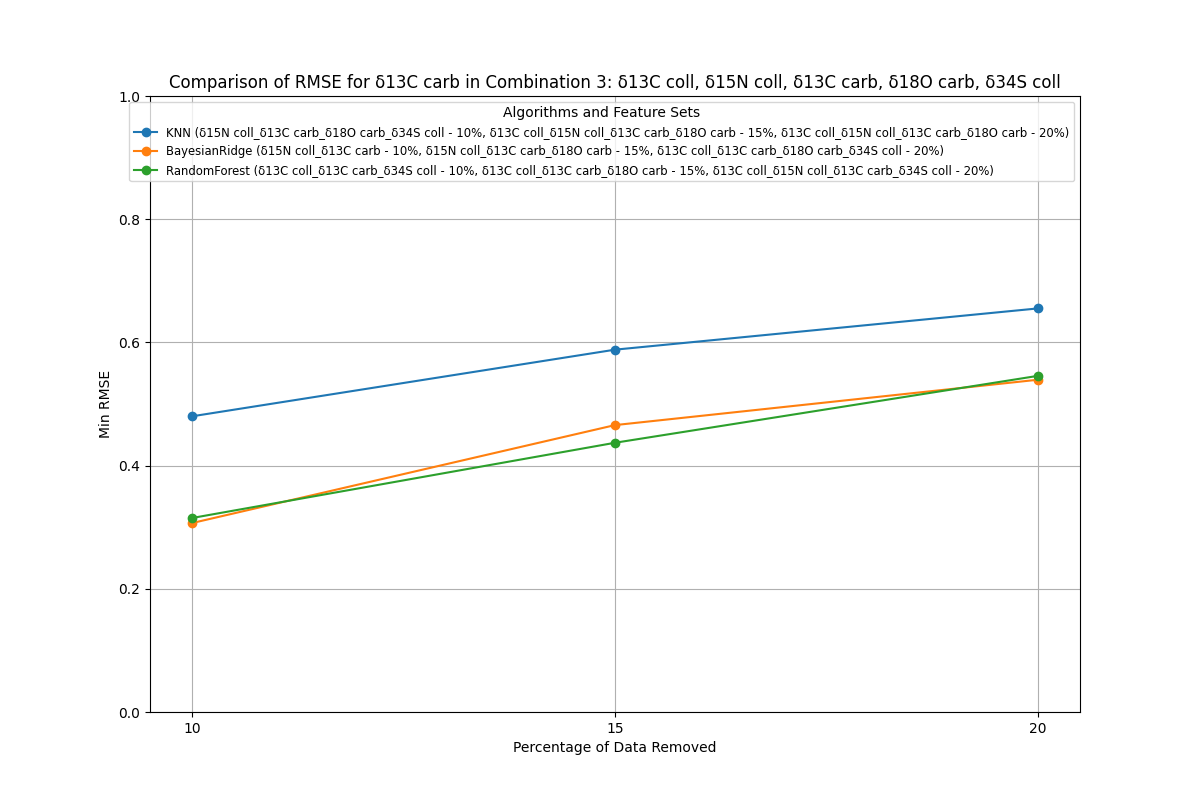 Comparison of RMSE for δ13C carb in Combination 3: δ13C coll, δ15N coll, δ13C carb, δ18O carb, δ34S coll
Algorithms and Feature Sets
KNN (δ15N coll_δ13C carb_δ18O carb_δ34S coll - 10%, δ13C coll_δ15N coll_δ13C carb_δ18O carb - 15%, δ13C coll_δ15N coll_δ13C carb_δ18O carb - 20%)
BayesianRidge (δ15N coll_δ13C carb - 10%, δ15N coll_δ13C carb_δ18O carb - 15%, δ13C coll_δ13C carb_δ18O carb_δ34S coll - 20%)
RandomForest (δ13C coll_δ13C carb_δ34S coll - 10%, δ13C coll_δ13C carb_δ18O carb - 15%, δ13C coll_δ15N coll_δ13C carb_δ34S coll - 20%)
1.0
0.8
0.6
0.4
0.2
0.0
Min RMSE
10
15
20
Percentage of Data Removed